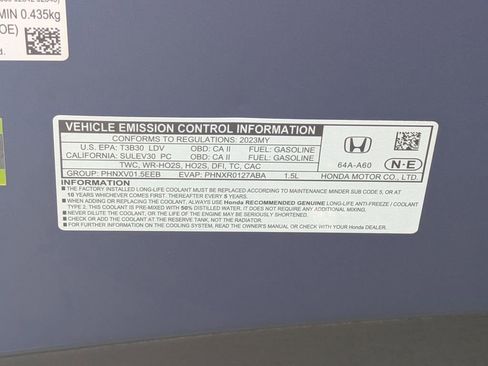 MIN 0.435kg
OE)
d.
VEHICLE EMISSION CONTROL INFORMATION
CONFORMS TO REGULATIONS: 2023MY
U.S. EPA: T3B30 LDV OBD: CA II FUEL: GASOLINE
CALIFORNIA: SULEV30 PC OBD: CA II FUEL: GASOLINE
TWC, WR-HO2S, HO2S, DFI, TC, CAC
GROUP: PHNXV01.5EEB EVAP: PHNXR0127ABA 1.5L
64A-A60
N-E
HONDA MOTOR CO., LTD.
INFORMATION
■ THE FACTORY INSTALLED LONG-LIFE COOLANT MUST BE REPLACED ACCORDING TO MAINTENANCE MINDER SUB CODE 5, OR AT
10 YEARS WHICHEVER COMES FIRST. THEREAFTER EVERY 5 YEARS.
■ WHEN ADDING OR REPLACING THE COOLANT, ALWAYS USE Honda RECOMMENDED GENUINE LONG-LIFE ANTI-FREEZE / COOLANT
TYPE 2. THIS IS PRE-MIXED WITH 50% DISTILLED WATER AND DOES NOT REQUIRE ANY ADDITIONAL MIXING.
■ NEVER DILUTE THE COOLANT, OR THE LIFE OF THE ENGINE MAY BE SERIOUSLY SHORTENED.
■ CHECK OR ADD THE COOLANT AT THE RESERVE TANK, NOT THE RADIATOR.
■ FOR FURTHER INFORMATION ON THE COOLING SYSTEM, READ THE OWNER'S MANUAL OR CHECK WITH YOUR Honda DEALER.